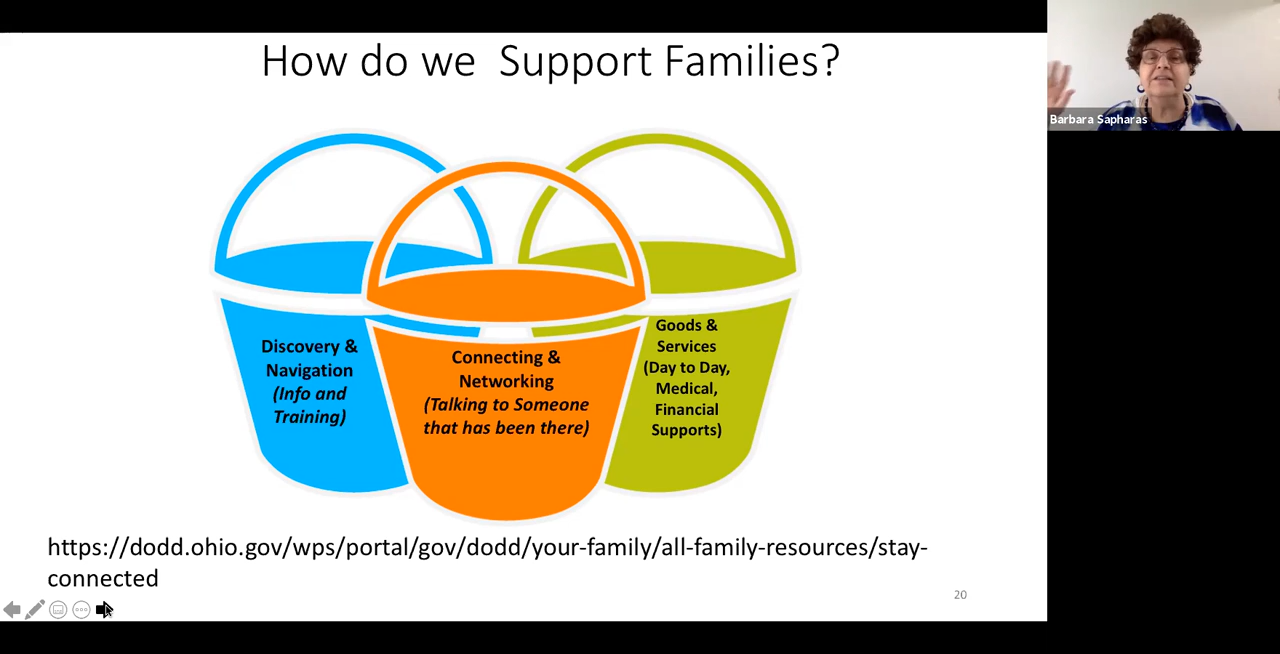 How do we  Support Families?
Barbara Sapharas
Discovery &
Navigation
(Info and
Training)
Connecting &
Networking
(Talking to Someone
that has been there)
Goods &
Services
(Day to Day,
Medical,
Financial
Supports)
https://dodd.ohio.gov/wps/portal/gov/dodd/your-family/all-family-resources/stay-
connected
20